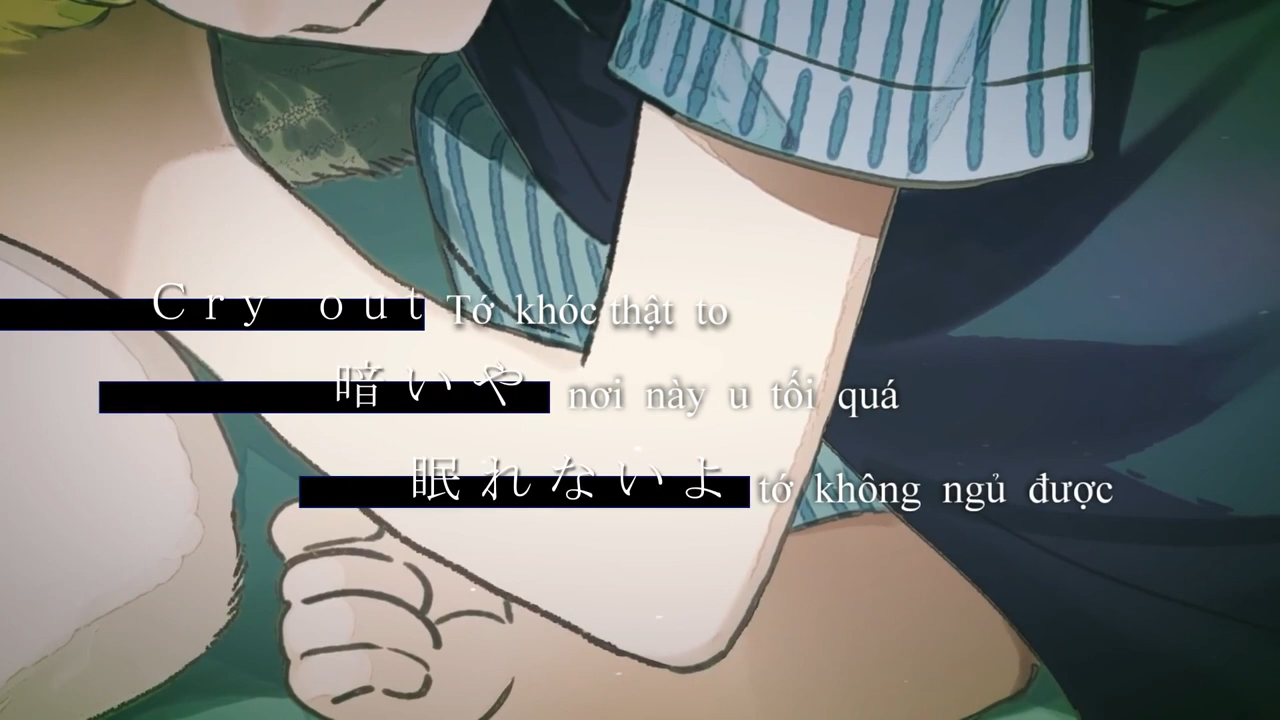 Cry out Tớ khóc thật to
暗いや nơi này u tối quá
眠れないよ tớ không ngủ được